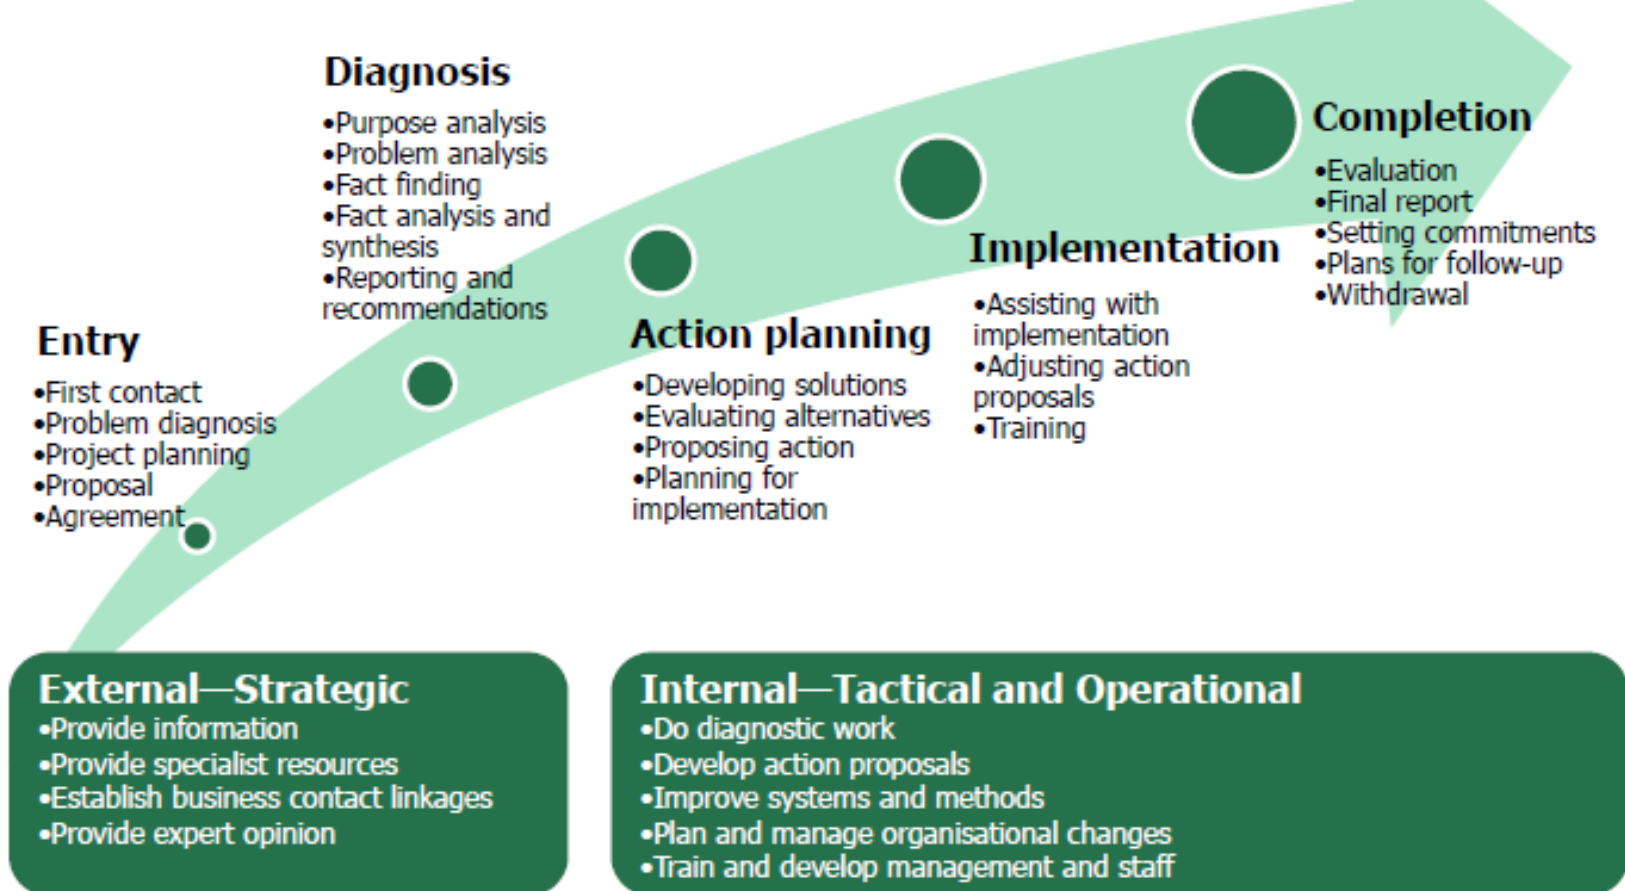 Diagnosis
•Purpose analysis
•Problem analysis
•Fact finding
•Fact analysis and
synthesis
•Reporting and
recommendations
Entry
•First contact
•Problem diagnosis
•Project planning
•Proposal
•Agreement
Action planning
•Developing solutions
•Evaluating alternatives
•Proposing action
•Planning for
implementation
Implementation
•Assisting with
implementation
•Adjusting action
proposals
•Training
Completion
•Evaluation
•Final report
•Setting commitments
•Plans for follow-up
•Withdrawal
External—Strategic
•Provide information
•Provide specialist resources
•Establish business contact linkages
•Provide expert opinion
Internal—Tactical and Operational
•Do diagnostic work
•Develop action proposals
•Improve systems and methods
•Plan and manage organisational changes
•Train and develop management and staff